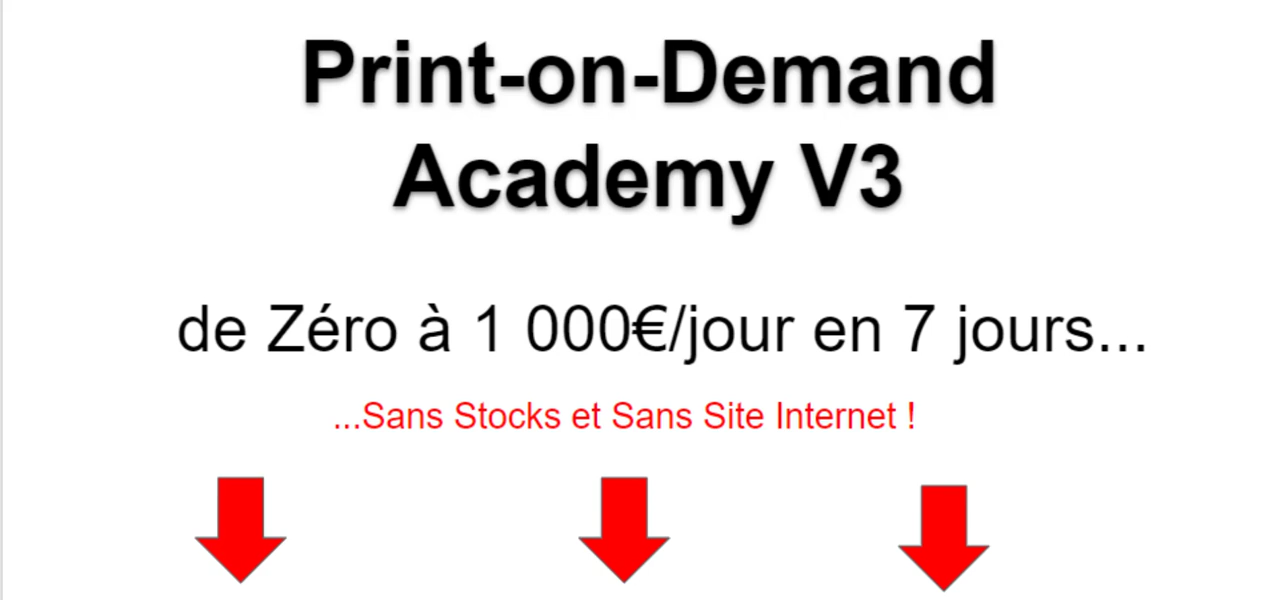 Print-on-Demand
Academy V3
de Zéro à 1 000€/jour en 7 jours...
...Sans Stocks et Sans Site Internet !